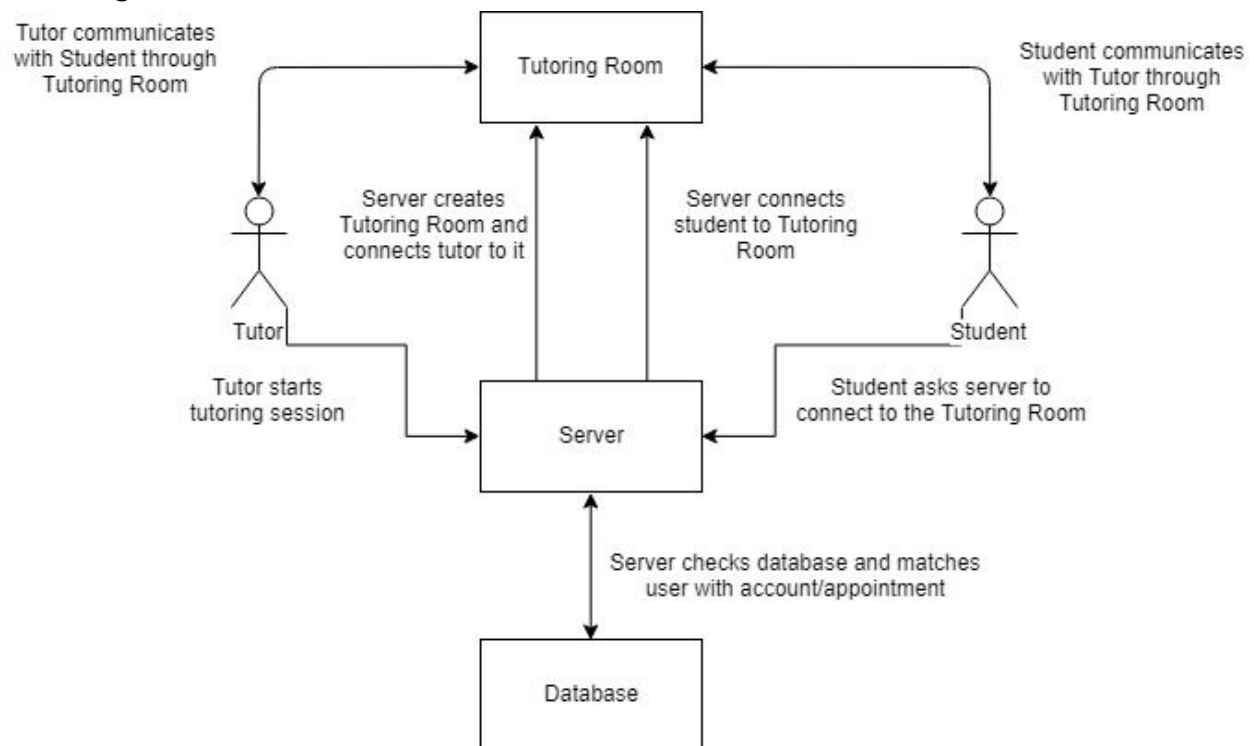 Tutor communicates
with Student through
Tutoring Room
Tutoring Room
Student communicates
with Tutor through
Tutoring Room
Server creates
Tutoring Room and
connects tutor to it
Server connects
student to Tutoring
Room
Tutor
Student
Tutor starts
tutoring session
Server
Student asks server to
connect to the Tutoring Room
Server checks database and matches
user with account/appointment
Database